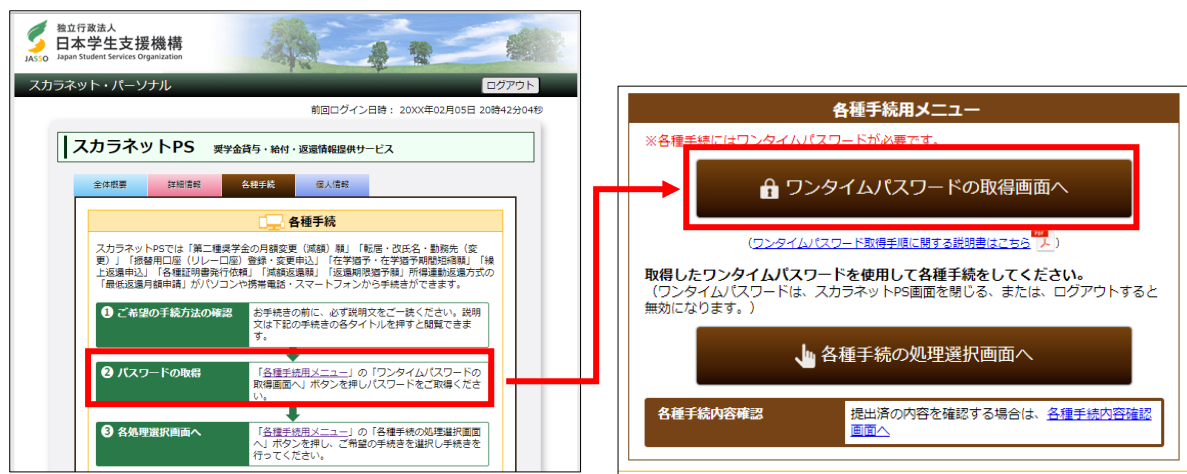 独立行政法人
日本学生支援機構
JASSO Japan Student Services Organization
スカラネット・パーソナル
ログアウト
前回ログイン日時： 20XX年02月05日 20時42分04秒
スカラネットPS 奨学金貸与・給付・返還情報提供サービス
全体概要 詳細情報 各種手続 個人情報
各種手続
スカラネットPSでは「第二種奨学金の月額変更（減額）願」「転居・改氏名・勤務先（変
更）」「振替用口座（リレー口座）登録・変更申込」「在学猶予・在学猶予期間短縮願」「繰
上返還申込」「各種証明書発行依頼」「減額返還願」「返還期限猶予願」所得連動返還方式の
「最低返還月額申請」がパソコンや携帯電話・スマートフォンから手続きができます。
1 ご希望の手続方法の確認
お手続きの前に、必ず説明文をご一読ください。説明
文は下記の手続きの各タイトルを押すと閲覧できま
す。
2 パスワードの取得
「各種手続用メニュー」の「ワンタイムパスワードの
取得画面へ」ボタンを押しパスワードをご取得くださ
い。
3 各処理選択画面へ
「各種手続用メニュー」の「各種手続の処理選択画面
へ」ボタンを押し、ご希望の手続きを選択し手続きを
行ってください。
各種手続用メニュー
※各種手続にはワンタイムパスワードが必要です。
ワンタイムパスワードの取得画面へ
（ワンタイムパスワード取得手順に関する説明書はこちら PDF）
取得したワンタイムパスワードを使用して各種手続をしてください。
（ワンタイムパスワードは、スカラネットPS画面を閉じる、または、ログアウトすると
無効になります。）
各種手続の処理選択画面へ
各種手続内容確認
提出済の内容を確認する場合は、各種手続内容確認
画面へ